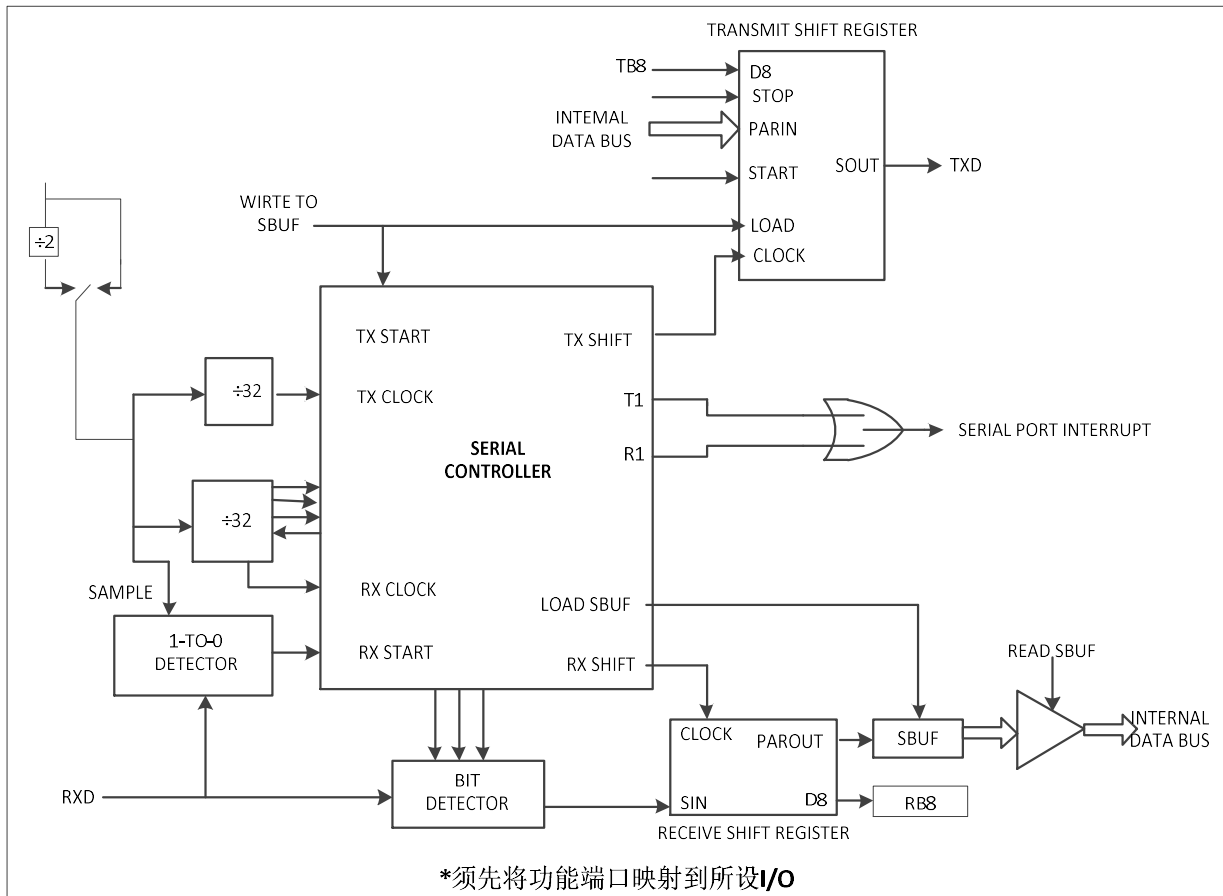 TRANSMIT SHIFT REGISTER
TB8
D8
STOP
INTEMAL
DATA BUS
PARIN
START
SOUT
TXD
WIRTE TO
SBUF
LOAD
CLOCK
÷2
TX START
TX SHIFT
÷32
TX CLOCK
T1
SERIAL PORT INTERRUPT
R1
SERIAL
CONTROLLER
÷32
RX CLOCK
SAMPLE
LOAD SBUF
1-TO-0
DETECTOR
RX START
RX SHIFT
READ SBUF
CLOCK
PAROUT
SBUF
INTERNAL
DATA BUS
RXD
BIT
DETECTOR
SIN
D8
RB8
RECEIVE SHIFT REGISTER
*须先将功能端口映射到所设I/O